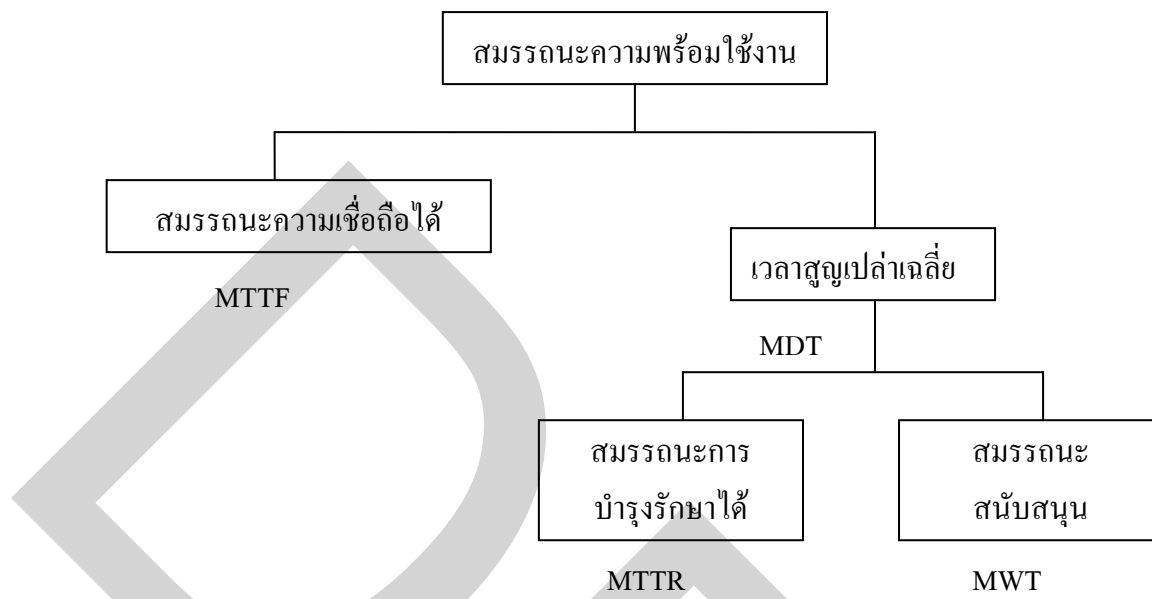 สมรรถนะความพร้อมใช้งาน
สมรรถนะความเชื่อถือได้
MTTF
เวลาสูญเปล่าเฉลี่ย
MDT
สมรรถนะการ
บำรุงรักษาได้
MTTR
สมรรถนะ
สนับสนุน
MWT